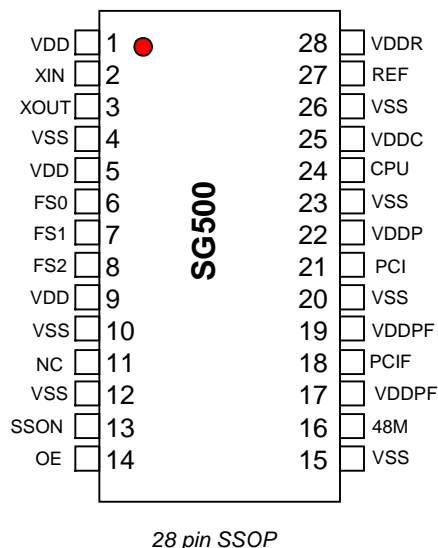 VDD 1 28 VDDR
XIN 2 27 REF
XOUT 3 26 VSS
VSS 4 25 VDDC
VDD 5 24 CPU
FS0 6 23 VSS
FS1 7 22 VDDP
FS2 8 21 PCI
VDD 9 20 VSS
VSS 10 19 VDDPF
NC 11 18 PCIF
VSS 12 17 VDDPF
SSON 13 16 48M
OE 14 15 VSS
SG500
28 pin SSOP